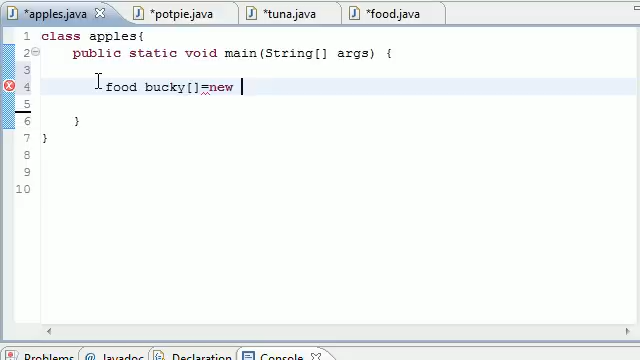 *apples.java *potpie.java *tuna.java *food.java
1 class apples{
2 public static void main(String[] args) {
3
4 food bucky[]=new
5
6 }
7 }
8
9
10
Problems @ Javadoc Declaration Console